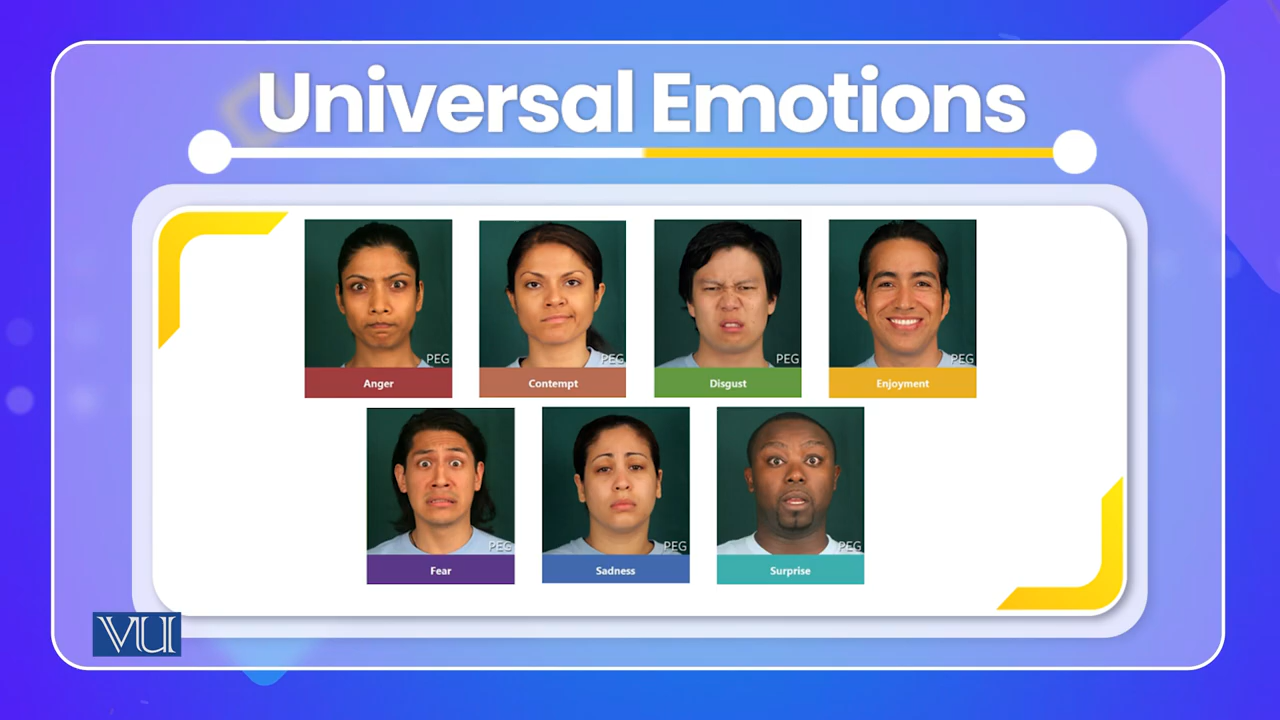 Universal Emotions
PEG PEG PEG PEG
Anger Contempt Disgust Enjoyment
PEG PEG PEG
Fear Sadness Surprise
VU